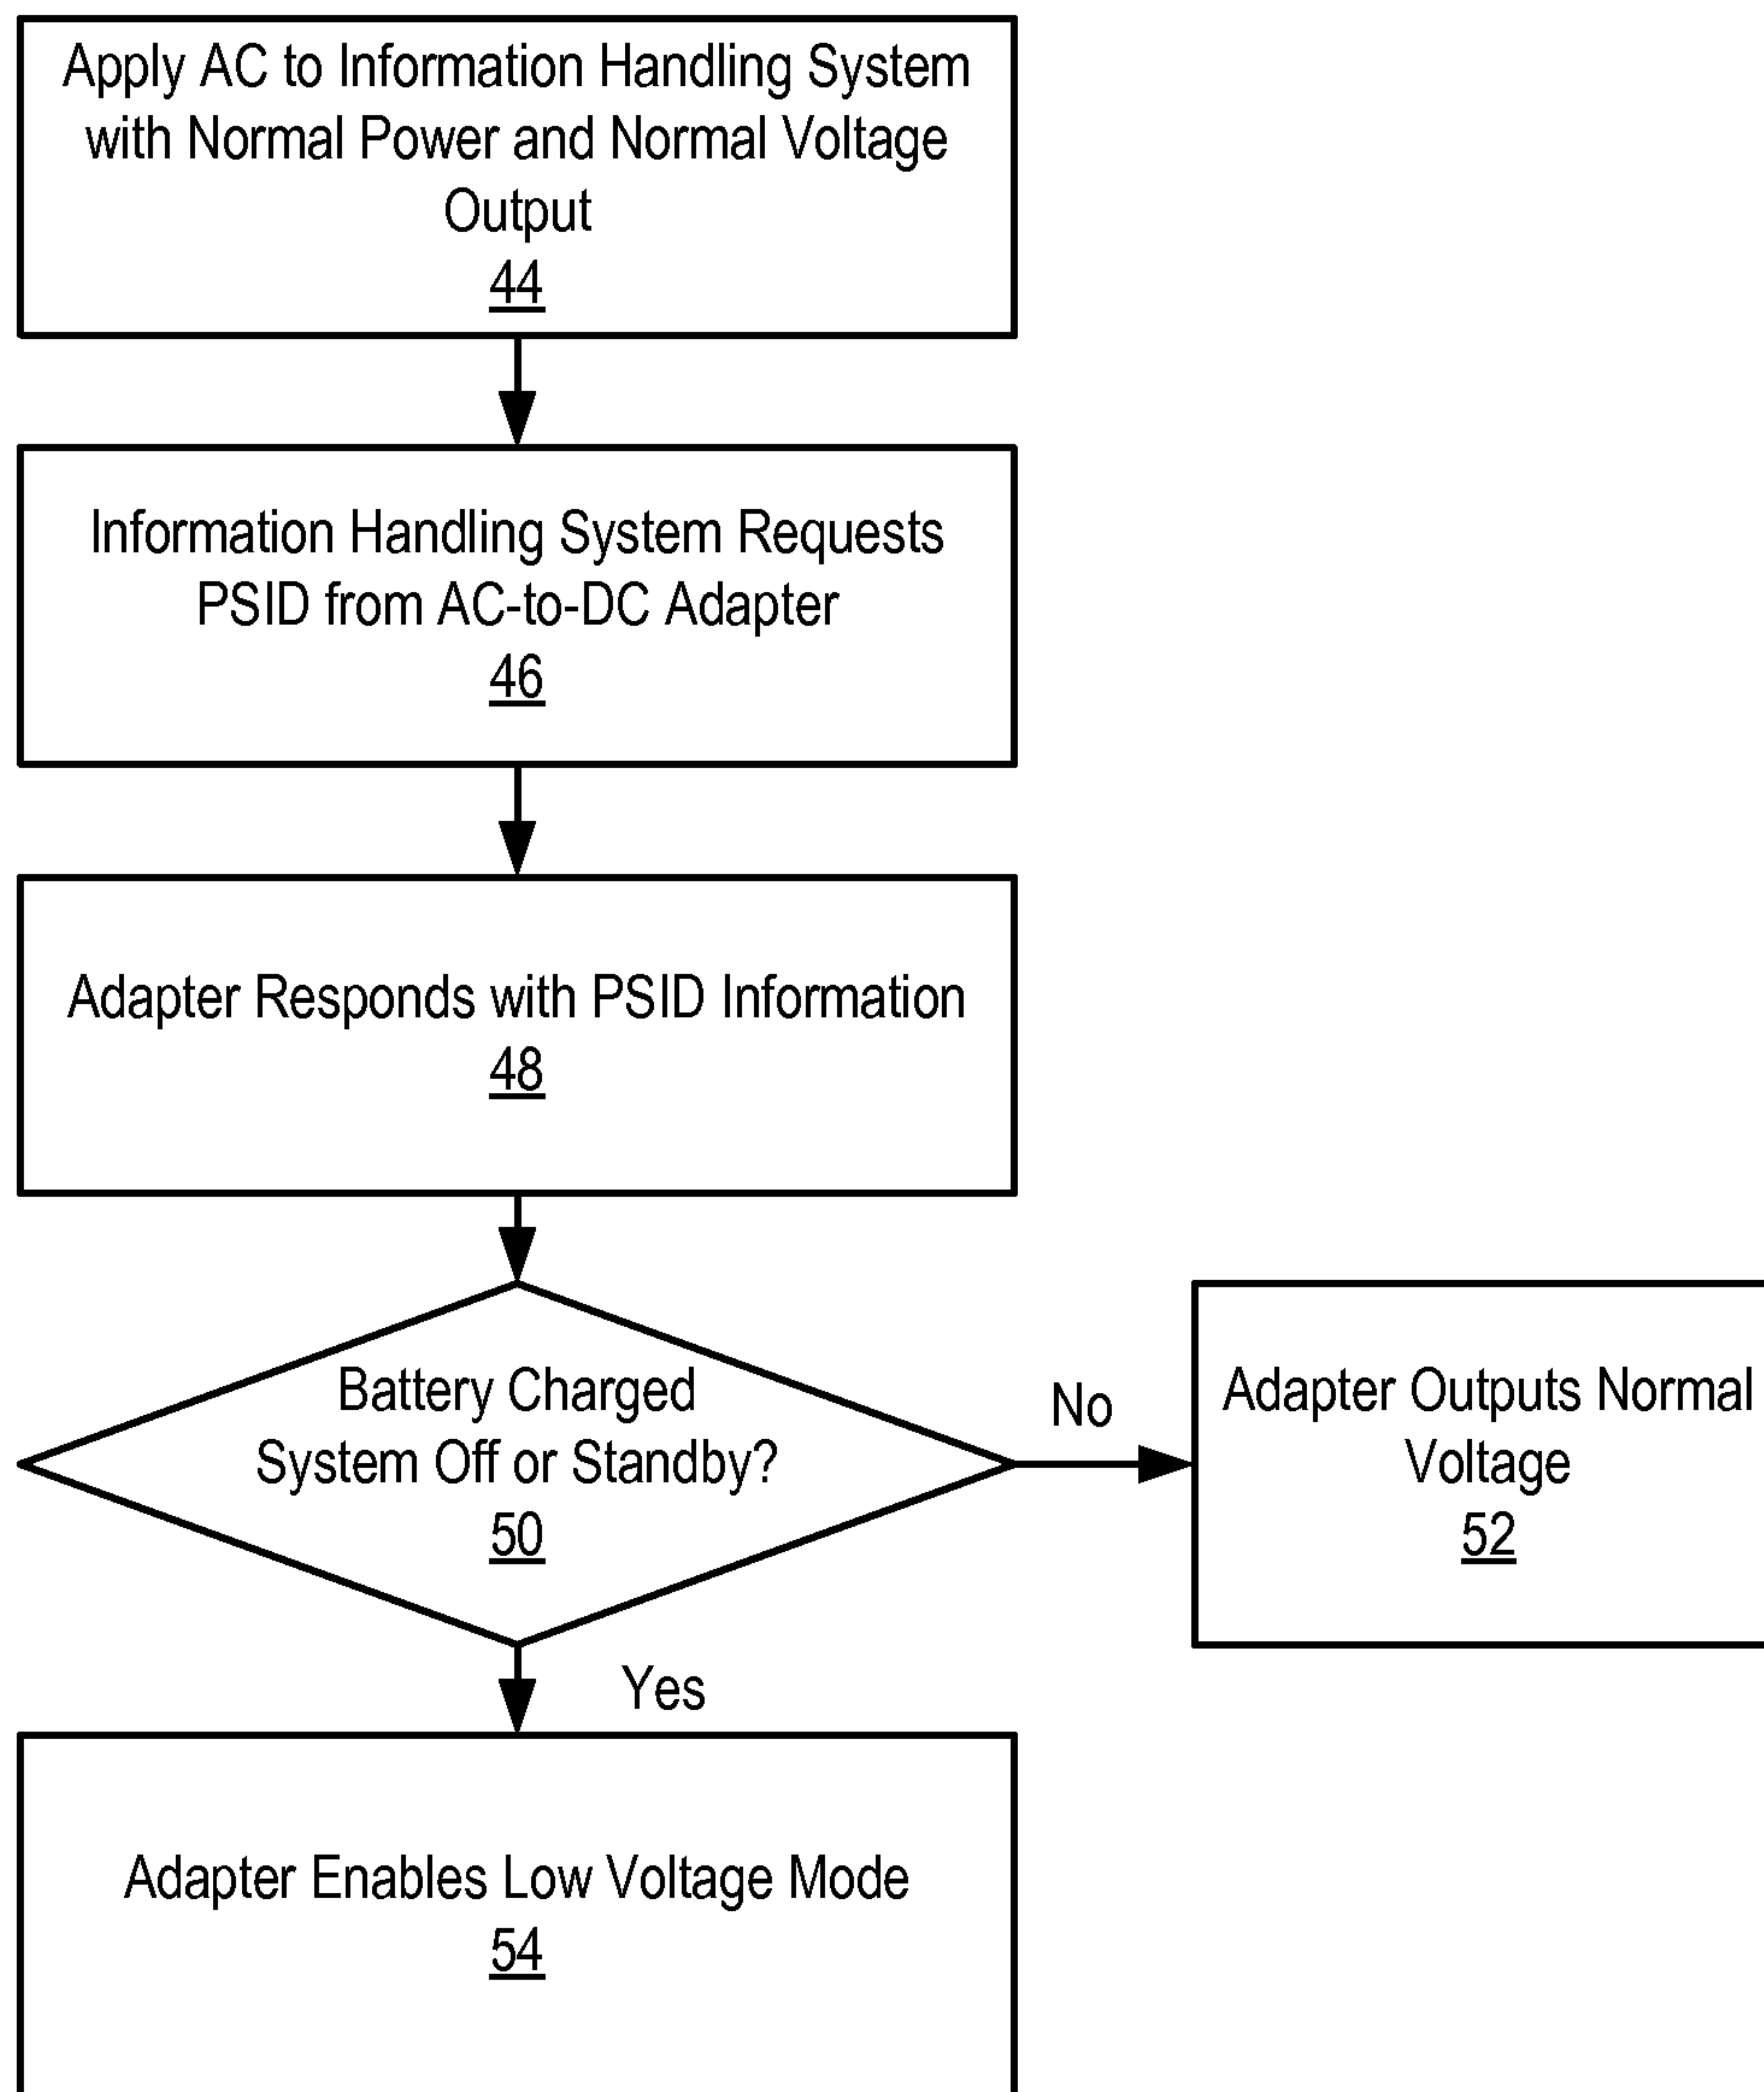 Apply AC to Information Handling System
with Normal Power and Normal Voltage
Output
44
Information Handling System Requests
PSID from AC-to-DC Adapter
46
Adapter Responds with PSID Information
48
Battery Charged
System Off or Standby?
50
No
Adapter Outputs Normal
Voltage
52
Yes
Adapter Enables Low Voltage Mode
54